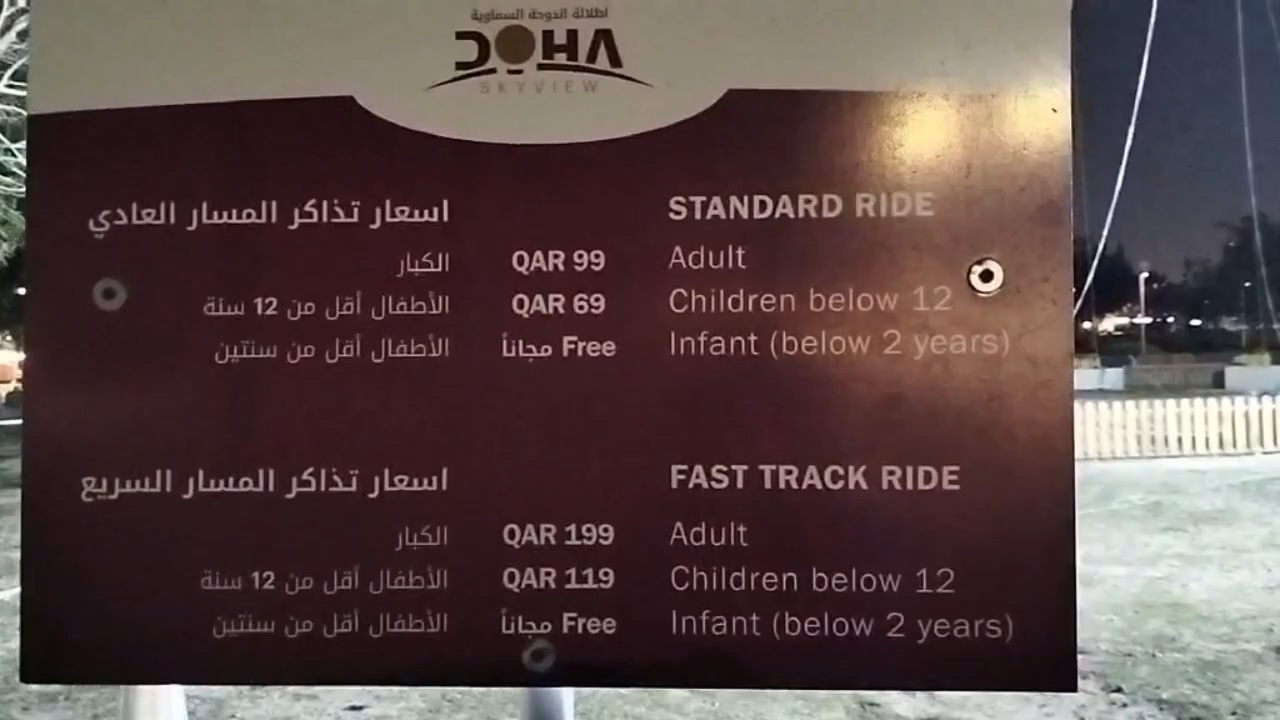 اطلالة الدوحة السماوية
DOHA
SKYVIEW
اسعار تذاكر المسار العادي STANDARD RIDE
الكبار QAR 99 Adult
الأطفال أقل من 12 سنة QAR 69 Children below 12
الأطفال أقل من سنتين مجاناً Free Infant (below 2 years)
اسعار تذاكر المسار السريع FAST TRACK RIDE
الكبار QAR 199 Adult
الأطفال أقل من 12 سنة QAR 119 Children below 12
الأطفال أقل من سنتين مجاناً Free Infant (below 2 years)